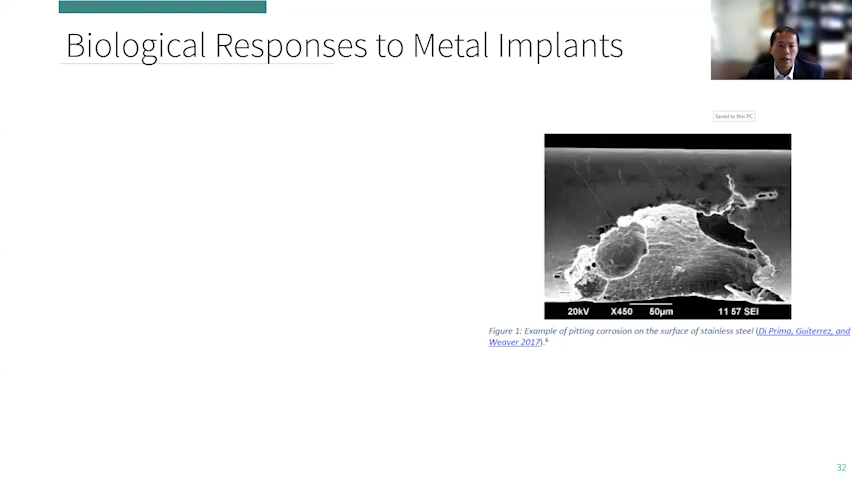 Biological Responses to Metal Implants
Saved to this PC
20kV X450 50µm 11 57 SEI
Figure 1: Example of pitting corrosion on the surface of stainless steel (Di Prima, Guiterrez, and
Weaver 2017).⁶
32